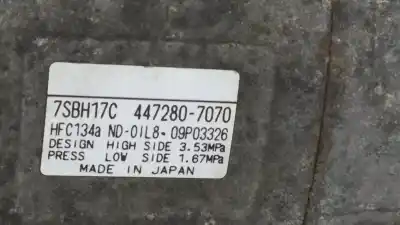 7SBH17C 447280-7070
HFC134a ND-OIL8- 09P03326
DESIGN HIGH SIDE 3.53MPa
PRESS LOW SIDE 1.67MPa
MADE IN JAPAN